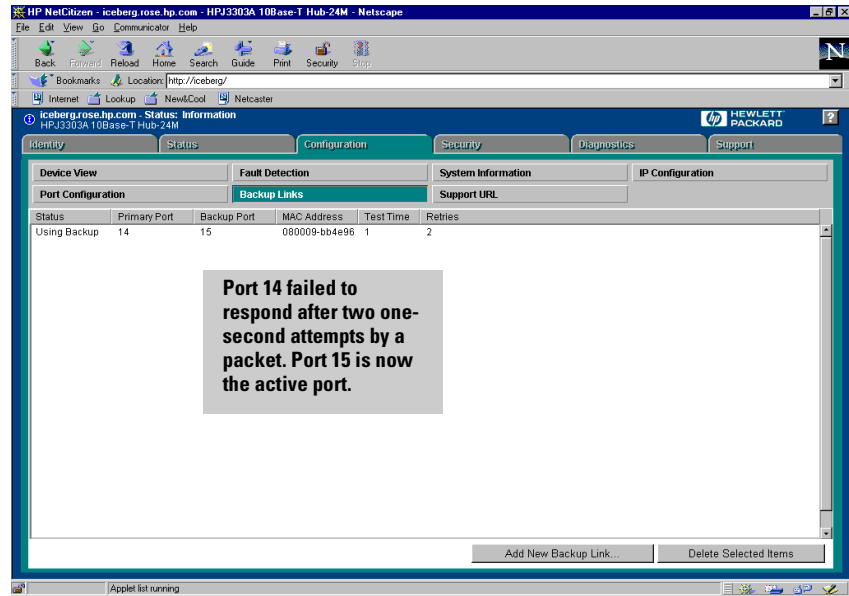 HP NetCitizen - iceberg.rose.hp.com - HPJ3303A 10Base-T Hub-24M - Netscape
File Edit View Go Communicator Help
Back Forward Reload Home Search Guide Print Security Stop
N
Bookmarks Location: http://iceberg/
Internet Lookup New&Cool Netcaster
iceberg.rose.hp.com - Status: Information
HPJ3303A 10Base-T Hub-24M
hp HEWLETT
PACKARD
?
Identity Status Configuration Security Diagnostics Support
Device View Fault Detection System Information IP Configuration
Port Configuration Backup Links Support URL
Status Primary Port Backup Port MAC Address Test Time Retries
Using Backup 14 15 080009-bb4e96 1 2
Port 14 failed to
respond after two one-
second attempts by a
packet. Port 15 is now
the active port.
Add New Backup Link... Delete Selected Items
Applet list running